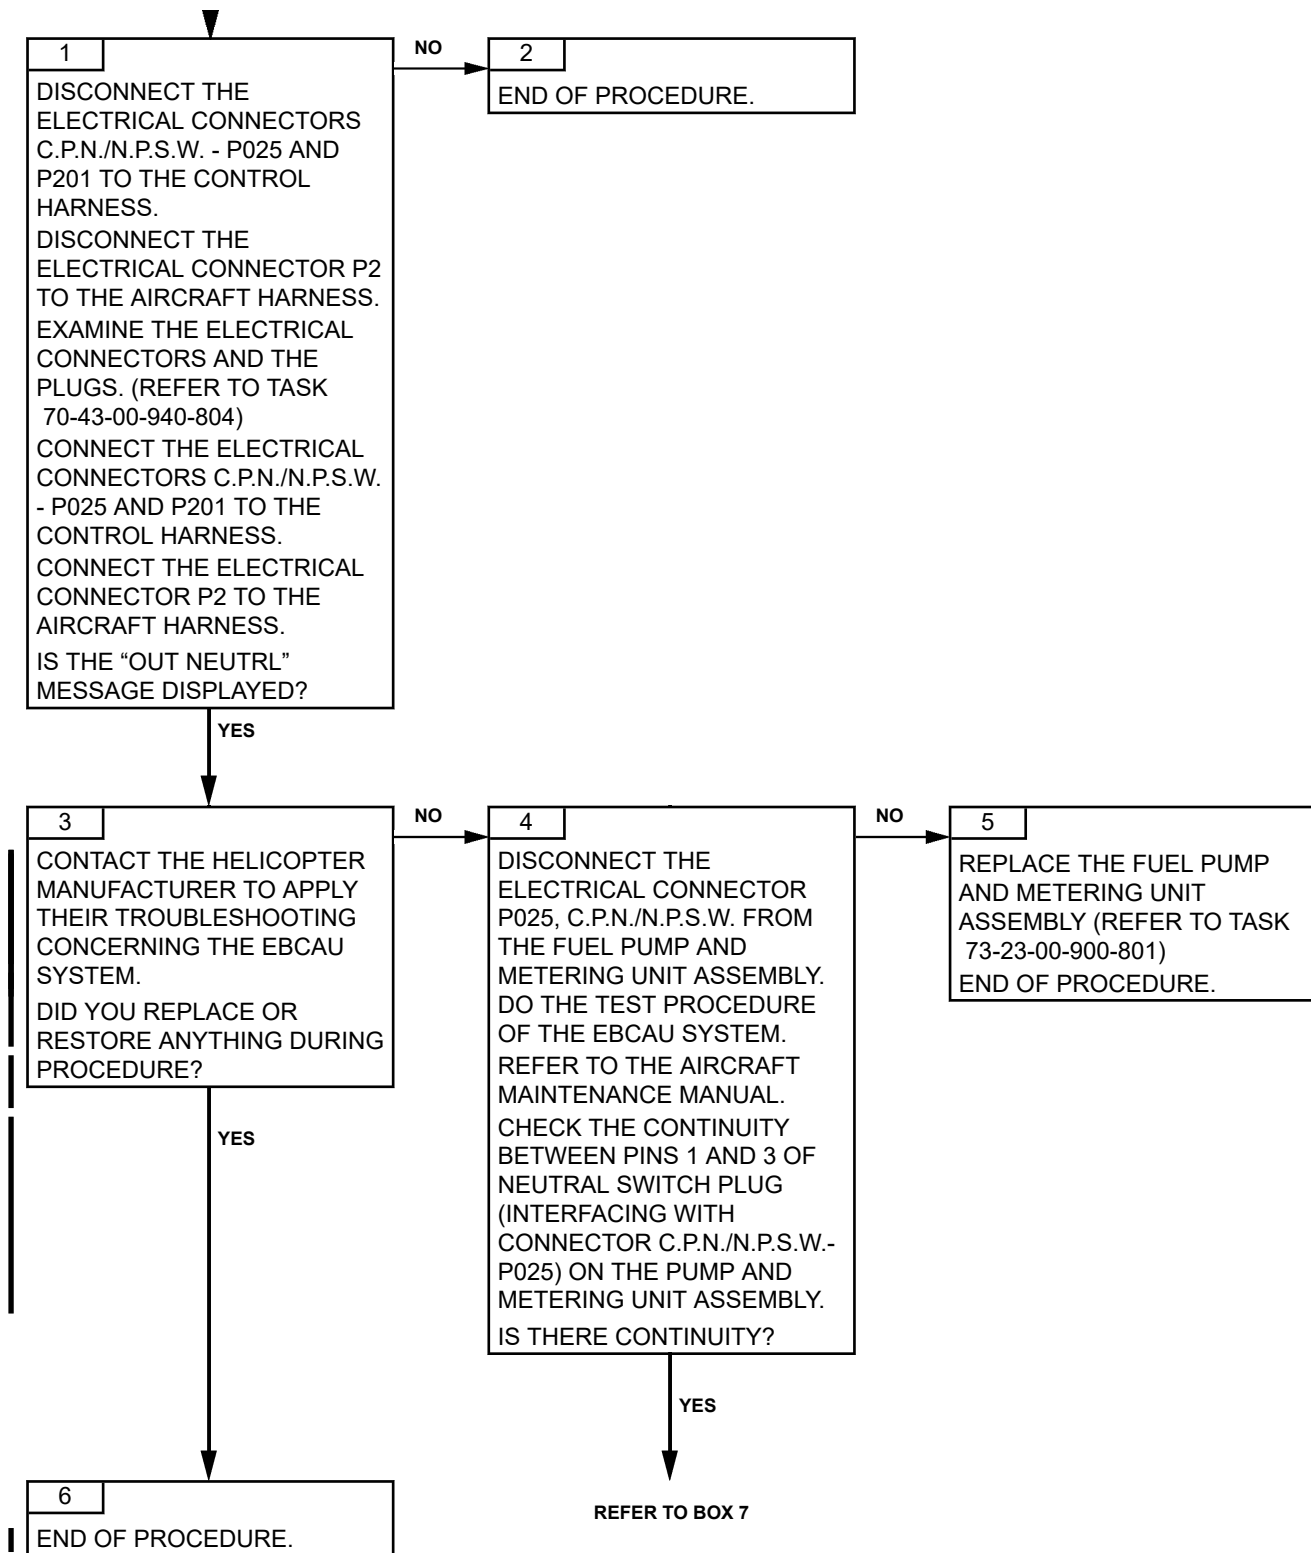 1
DISCONNECT THE
ELECTRICAL CONNECTORS
C.P.N./N.P.S.W. - P025 AND
P201 TO THE CONTROL
HARNESS.
DISCONNECT THE
ELECTRICAL CONNECTOR P2
TO THE AIRCRAFT HARNESS.
EXAMINE THE ELECTRICAL
CONNECTORS AND THE
PLUGS. (REFER TO TASK
70-43-00-940-804)
CONNECT THE ELECTRICAL
CONNECTORS C.P.N./N.P.S.W.
- P025 AND P201 TO THE
CONTROL HARNESS.
CONNECT THE ELECTRICAL
CONNECTOR P2 TO THE
AIRCRAFT HARNESS.
IS THE “OUT NEUTRL”
MESSAGE DISPLAYED?
NO
2
END OF PROCEDURE.
YES
3
CONTACT THE HELICOPTER
MANUFACTURER TO APPLY
THEIR TROUBLESHOOTING
CONCERNING THE EBCAU
SYSTEM.
DID YOU REPLACE OR
RESTORE ANYTHING DURING
PROCEDURE?
NO
4
DISCONNECT THE
ELECTRICAL CONNECTOR
P025, C.P.N./N.P.S.W. FROM
THE FUEL PUMP AND
METERING UNIT ASSEMBLY.
DO THE TEST PROCEDURE
OF THE EBCAU SYSTEM.
REFER TO THE AIRCRAFT
MAINTENANCE MANUAL.
CHECK THE CONTINUITY
BETWEEN PINS 1 AND 3 OF
NEUTRAL SWITCH PLUG
(INTERFACING WITH
CONNECTOR C.P.N./N.P.S.W.-
P025) ON THE PUMP AND
METERING UNIT ASSEMBLY.
IS THERE CONTINUITY?
NO
5
REPLACE THE FUEL PUMP
AND METERING UNIT
ASSEMBLY (REFER TO TASK
73-23-00-900-801)
END OF PROCEDURE.
YES
YES
REFER TO BOX 7
6
END OF PROCEDURE.